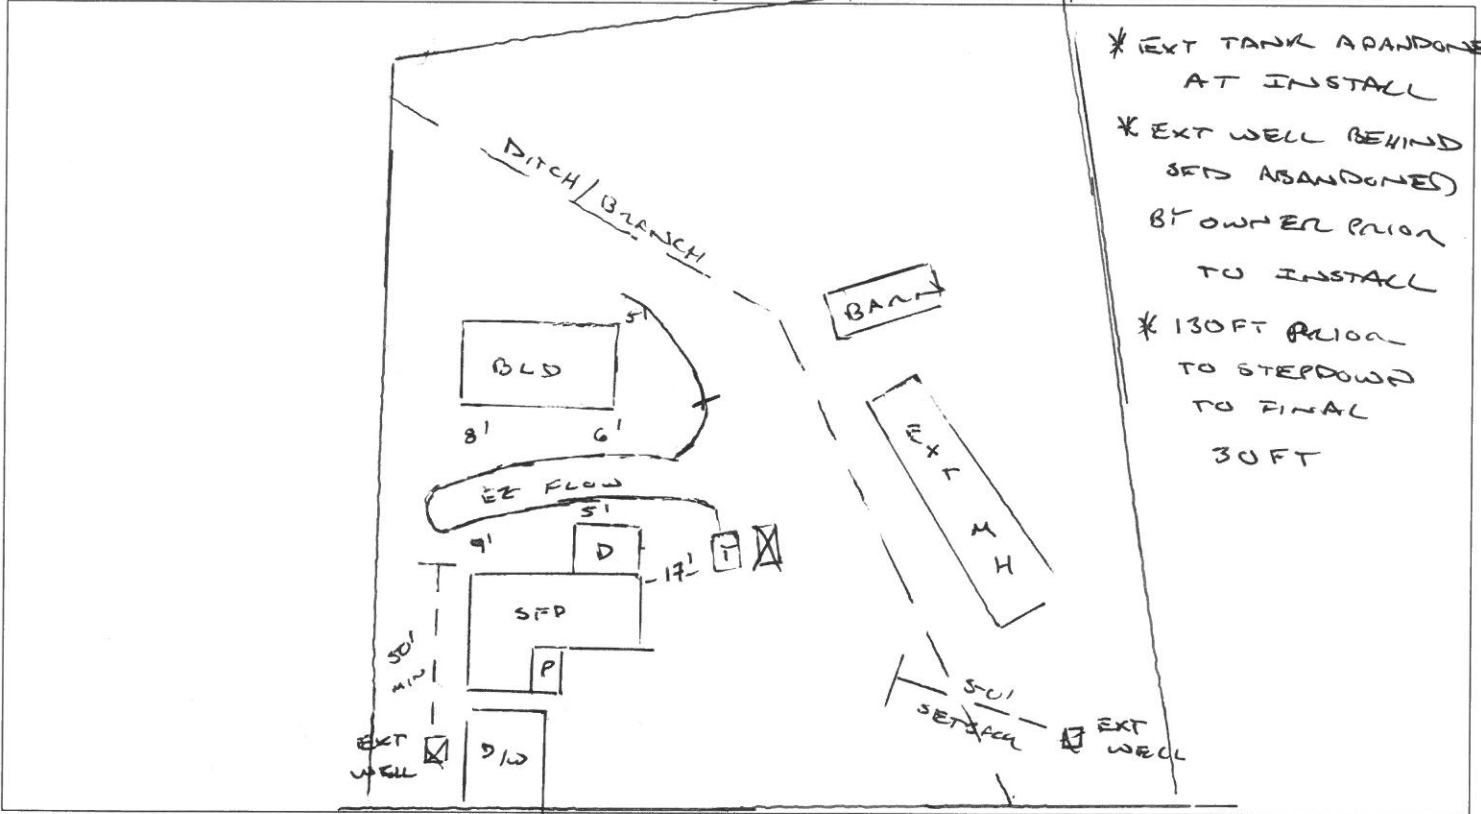 * EXT TANK ABANDONE
AT INSTALL
* EXT WELL BEHIND
SFD ABANDONED
BY OWNER PRIOR
TO INSTALL
* 130FT PRIOR
TO STEPDOWN
TO FINAL
30FT
DITCH/BRANCH
BARN
5'
BLD
8'
6'
EXT
MH
EZ FLOW
5'
9'
D
T
17'
SFD
50'
MIN
P
50'
SETBACK
EXT
WELL
EXT
WELL
D/W